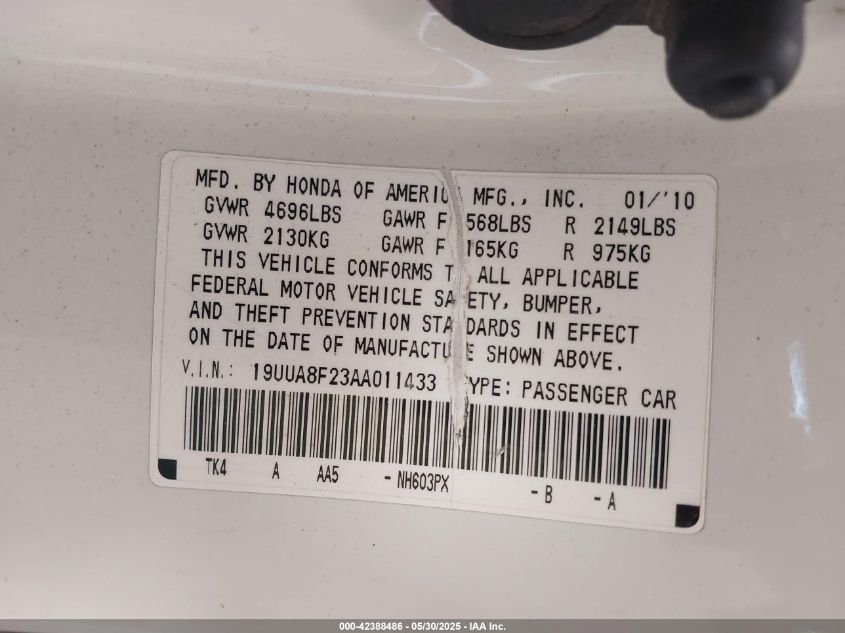 MFD. BY HONDA OF AMERIC MFG., INC. 01/'10
GVWR 4696LBS GAWR F 568LBS R 2149LBS
GVWR 2130KG GAWR F 165KG R 975KG
THIS VEHICLE CONFORMS T ALL APPLICABLE
FEDERAL MOTOR VEHICLE SA ETY, BUMPER,
AND THEFT PREVENTION STA DARDS IN EFFECT
ON THE DATE OF MANUFACTU E SHOWN ABOVE.
V.I.N.: 19UUA8F23AA011433 YPE: PASSENGER CAR
TK4 A AA5 -NH603PX -B -A
000-42388486 - 05/30/2025 - IAA Inc.